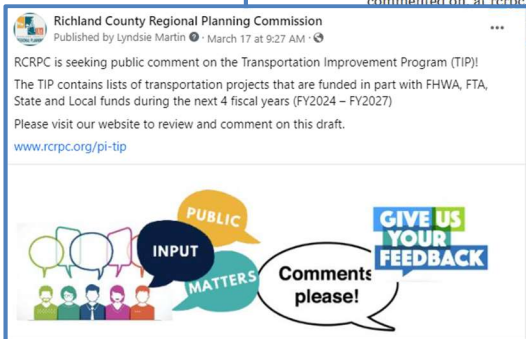 commented on, at rcrpc
Richland County Regional Planning Commission
Published by Lyndsie Martin · March 17 at 9:27 AM ·
RCRPC is seeking public comment on the Transportation Improvement Program (TIP)!
The TIP contains lists of transportation projects that are funded in part with FHWA, FTA,
State and Local funds during the next 4 fiscal years (FY2024 – FY2027)
Please visit our website to review and comment on this draft.
www.rcrpc.org/pi-tip
PUBLIC
INPUT
MATTERS
Comments
please!
GIVE US
YOUR
FEEDBACK